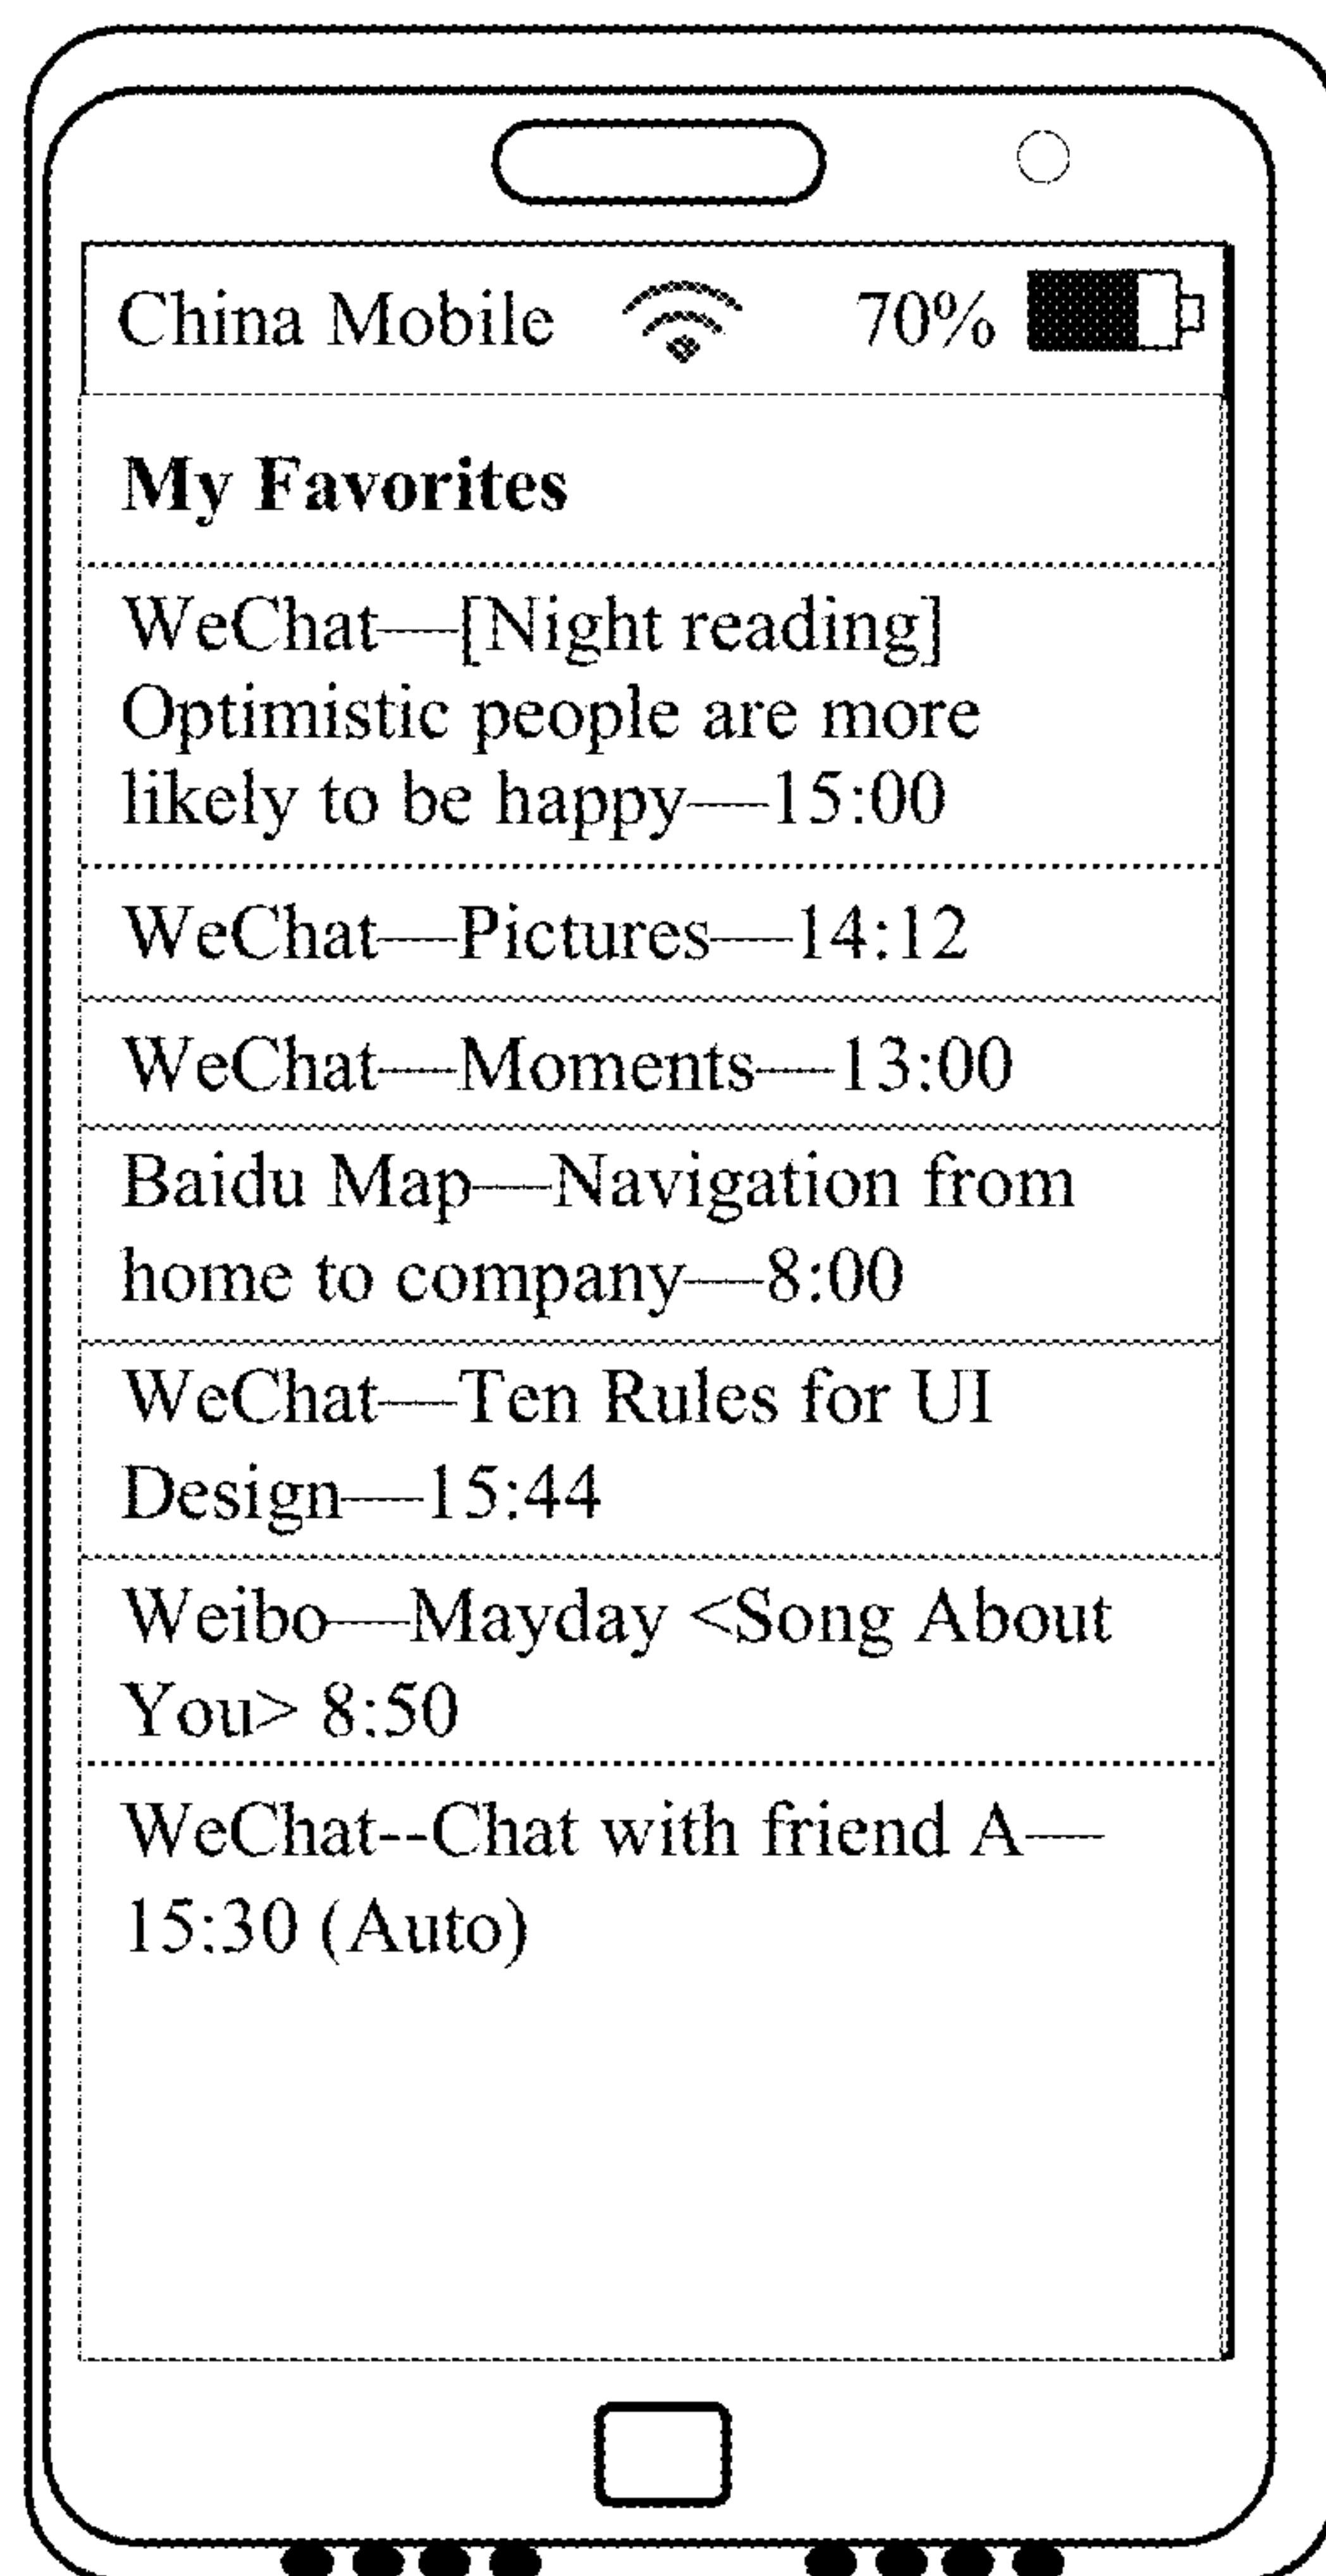 China Mobile 70%
My Favorites
WeChat—[Night reading]
Optimistic people are more
likely to be happy—15:00
WeChat—Pictures—14:12
WeChat—Moments—13:00
Baidu Map—Navigation from
home to company—8:00
WeChat—Ten Rules for UI
Design—15:44
Weibo—Mayday <Song About
You> 8:50
WeChat--Chat with friend A—
15:30 (Auto)